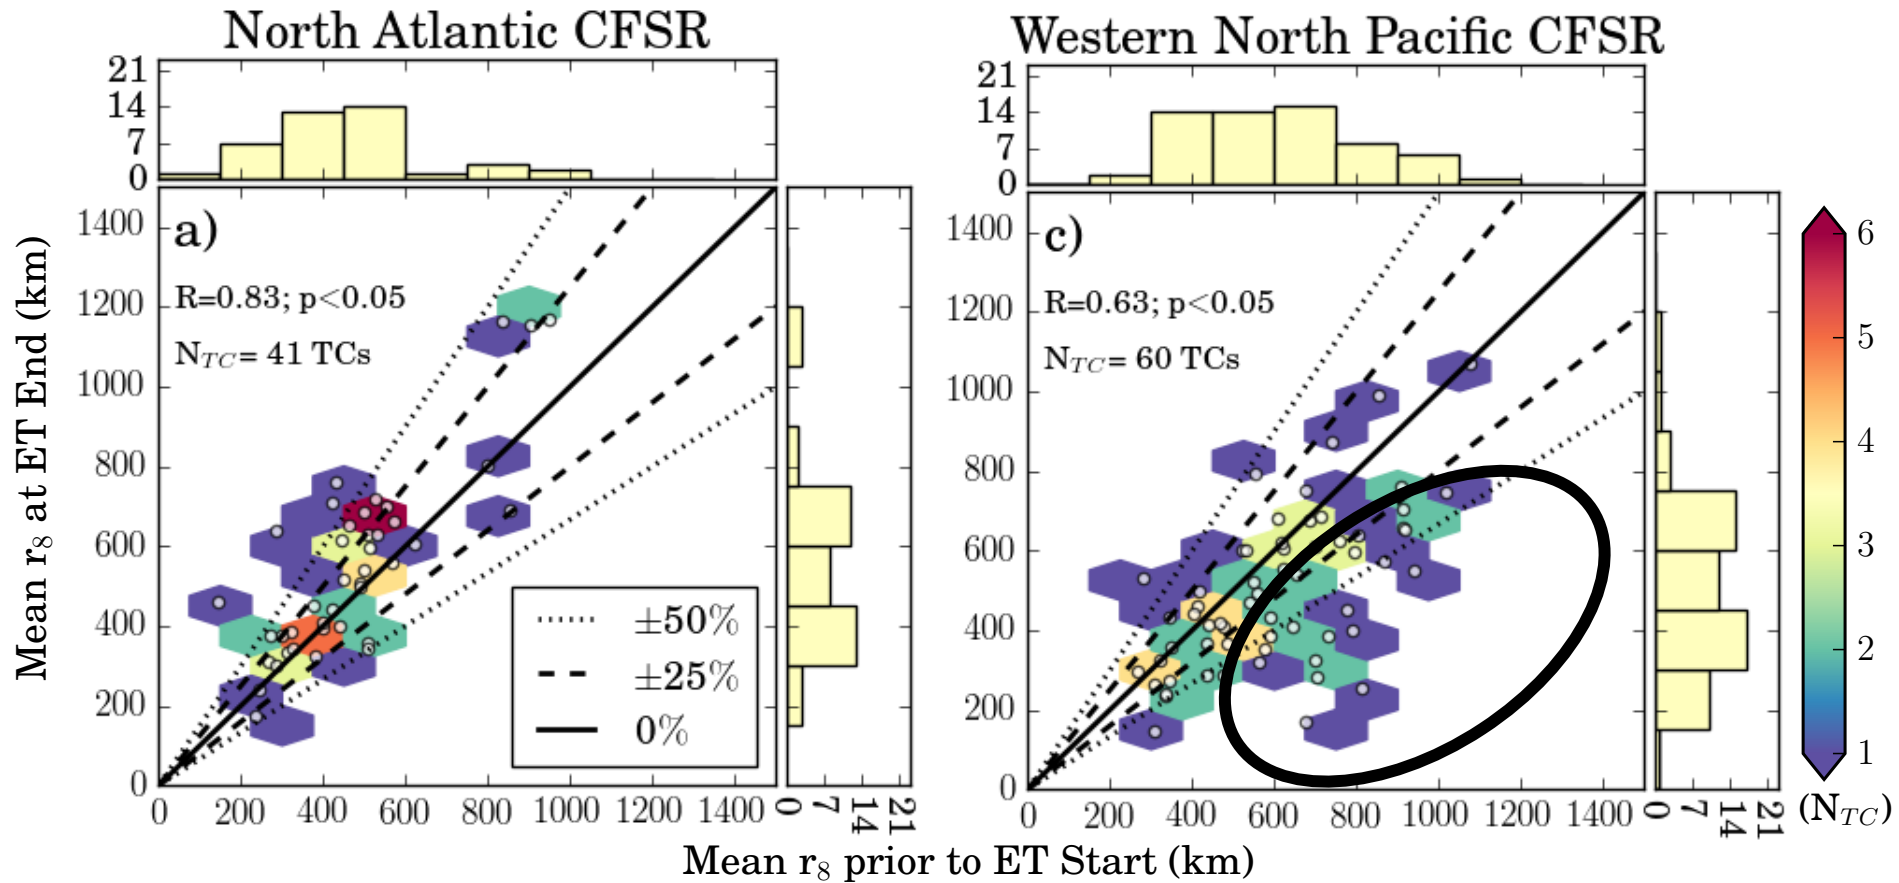 North Atlantic CFSR
Western North Pacific CFSR
21
14
7
0
21
14
7
0
a)
R=0.83; p<0.05
N_TC= 41 TCs
c)
R=0.63; p<0.05
N_TC= 60 TCs
Mean r₈ at ET End (km)
1400
1200
1000
800
600
400
200
0
1400
1200
1000
800
600
400
200
0
±50%
±25%
0%
0 200 400 600 800 1000 1200 1400
0 7 14 21
0 200 400 600 800 1000 1200 1400
0 7 14 21
6
5
4
3
2
1
(N_TC)
Mean r₈ prior to ET Start (km)